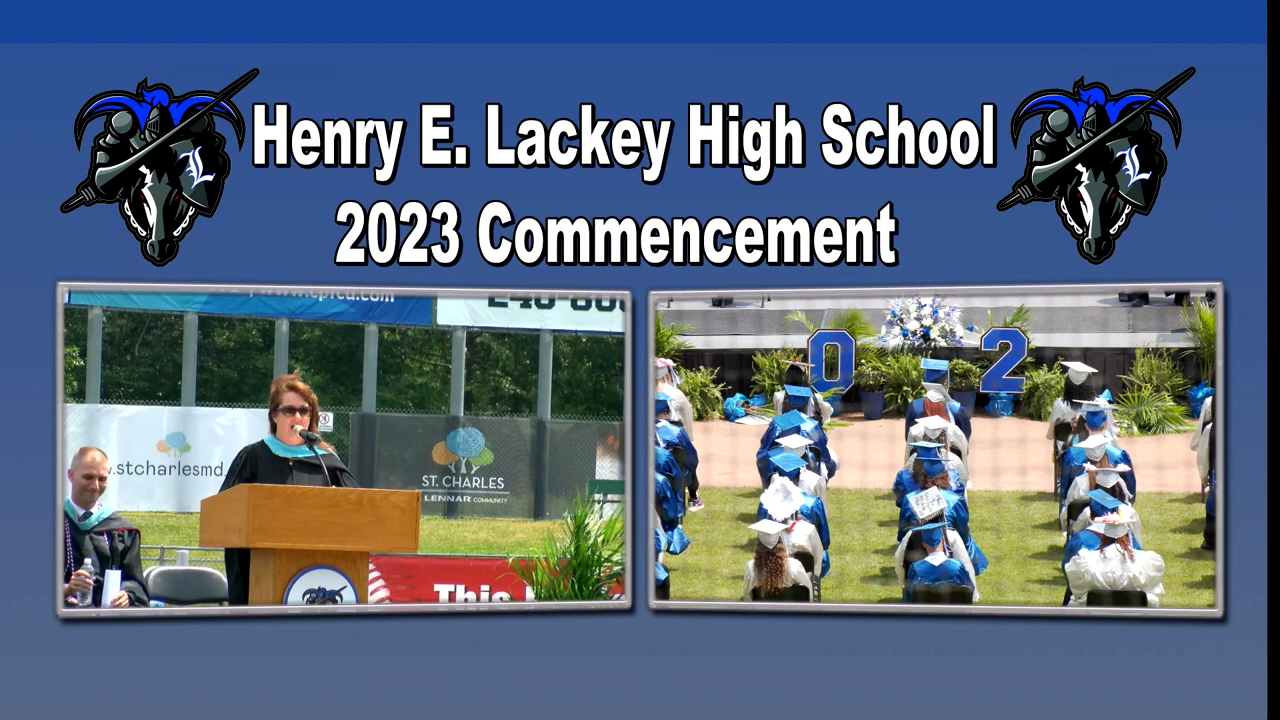 Henry E. Lackey High School
2023 Commencement
L
L
www.cpfcu.com
.stcharlesmd.
ST. CHARLES
LENNAR COMMUNITY
This
0 2